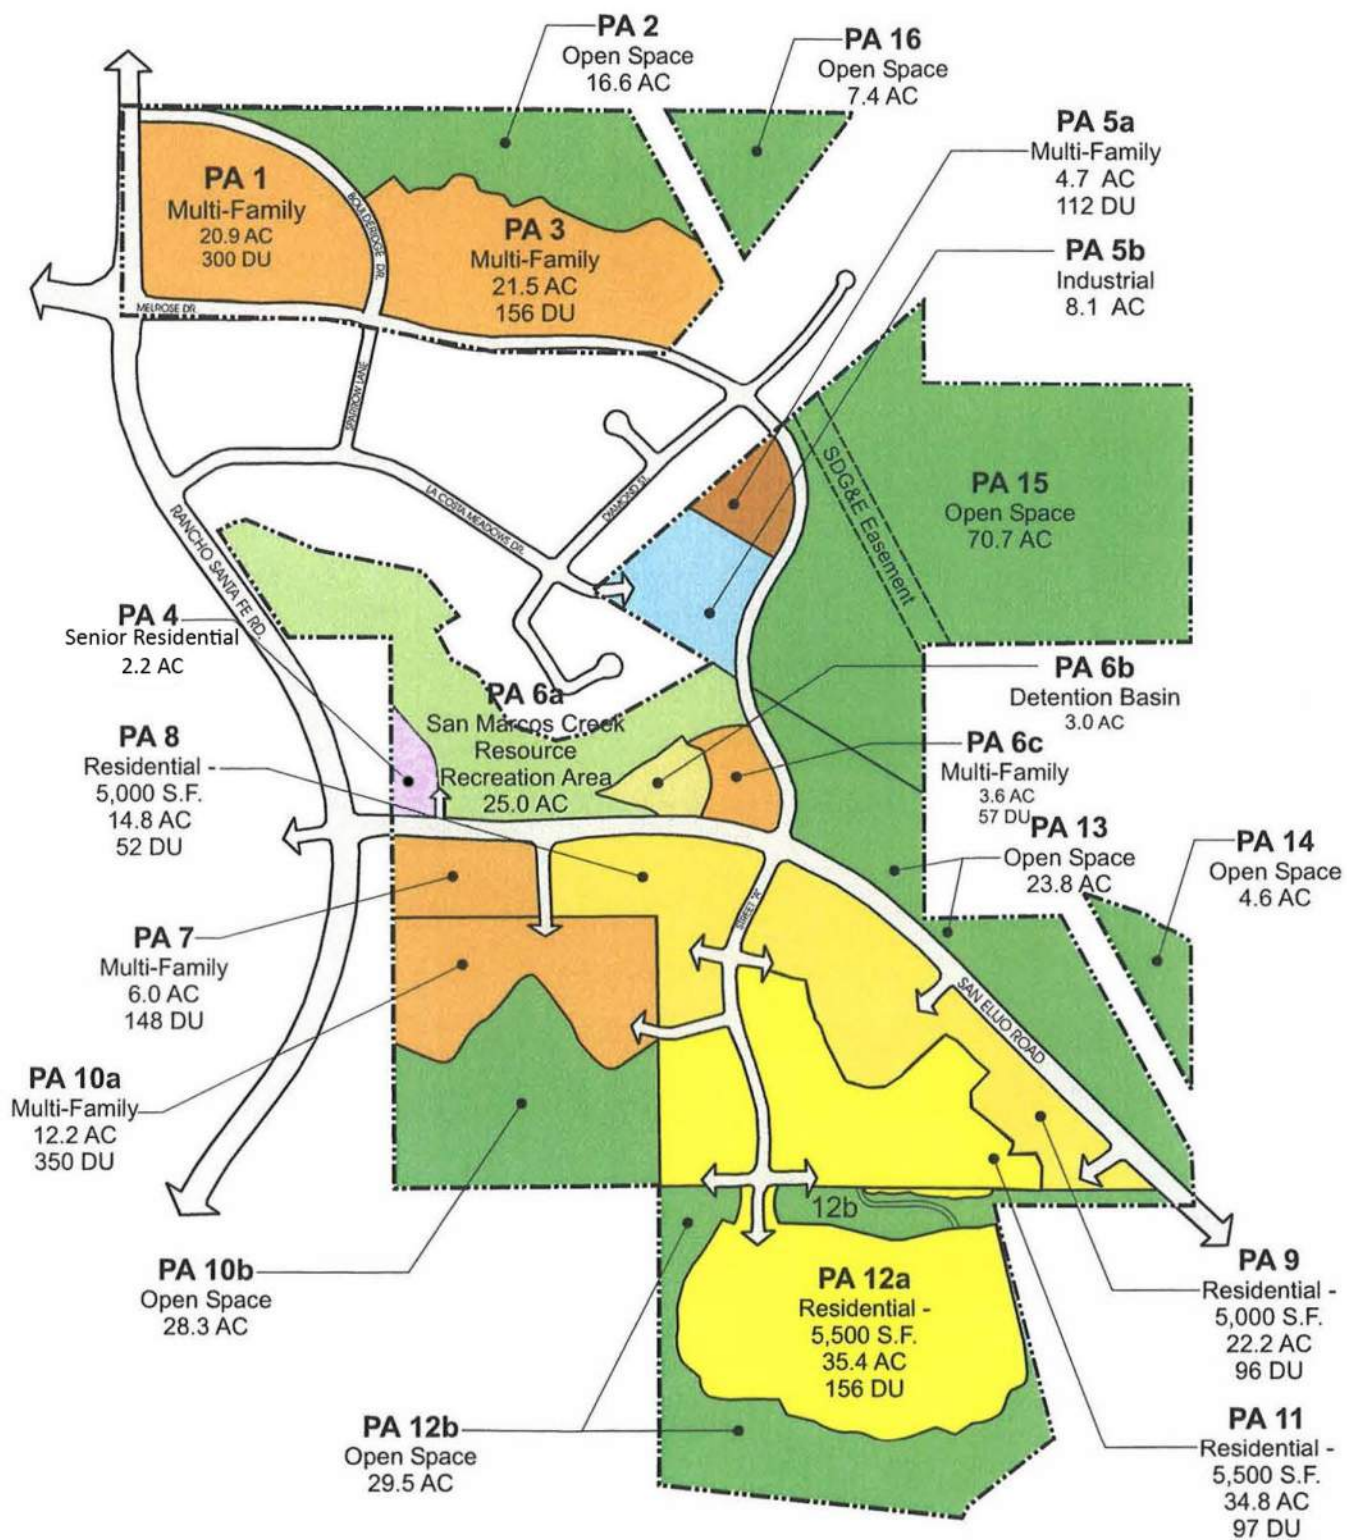 PA 2
Open Space
16.6 AC
PA 16
Open Space
7.4 AC
PA 5a
Multi-Family
4.7 AC
112 DU
PA 1
Multi-Family
20.9 AC
300 DU
BOULDERIDGE DR.
PA 3
Multi-Family
21.5 AC
156 DU
PA 5b
Industrial
8.1 AC
MELROSE DR.
SPARROW LANE
LA COSTA MEADOWS DR.
DIAMOND ST.
SDG&E Easement
PA 15
Open Space
70.7 AC
RANCHO SANTA FE RD.
PA 4
Senior Residential
2.2 AC
PA 6a
San Marcos Creek
Resource
Recreation Area
25.0 AC
PA 6b
Detention Basin
3.0 AC
PA 8
Residential -
5,000 S.F.
14.8 AC
52 DU
PA 6c
Multi-Family
3.6 AC
57 DU
PA 13
Open Space
23.8 AC
PA 14
Open Space
4.6 AC
STREET "A"
PA 7
Multi-Family
6.0 AC
148 DU
SAN ELIJO ROAD
PA 10a
Multi-Family
12.2 AC
350 DU
12b
PA 10b
Open Space
28.3 AC
PA 12a
Residential -
5,500 S.F.
35.4 AC
156 DU
PA 9
Residential -
5,000 S.F.
22.2 AC
96 DU
PA 12b
Open Space
29.5 AC
PA 11
Residential -
5,500 S.F.
34.8 AC
97 DU